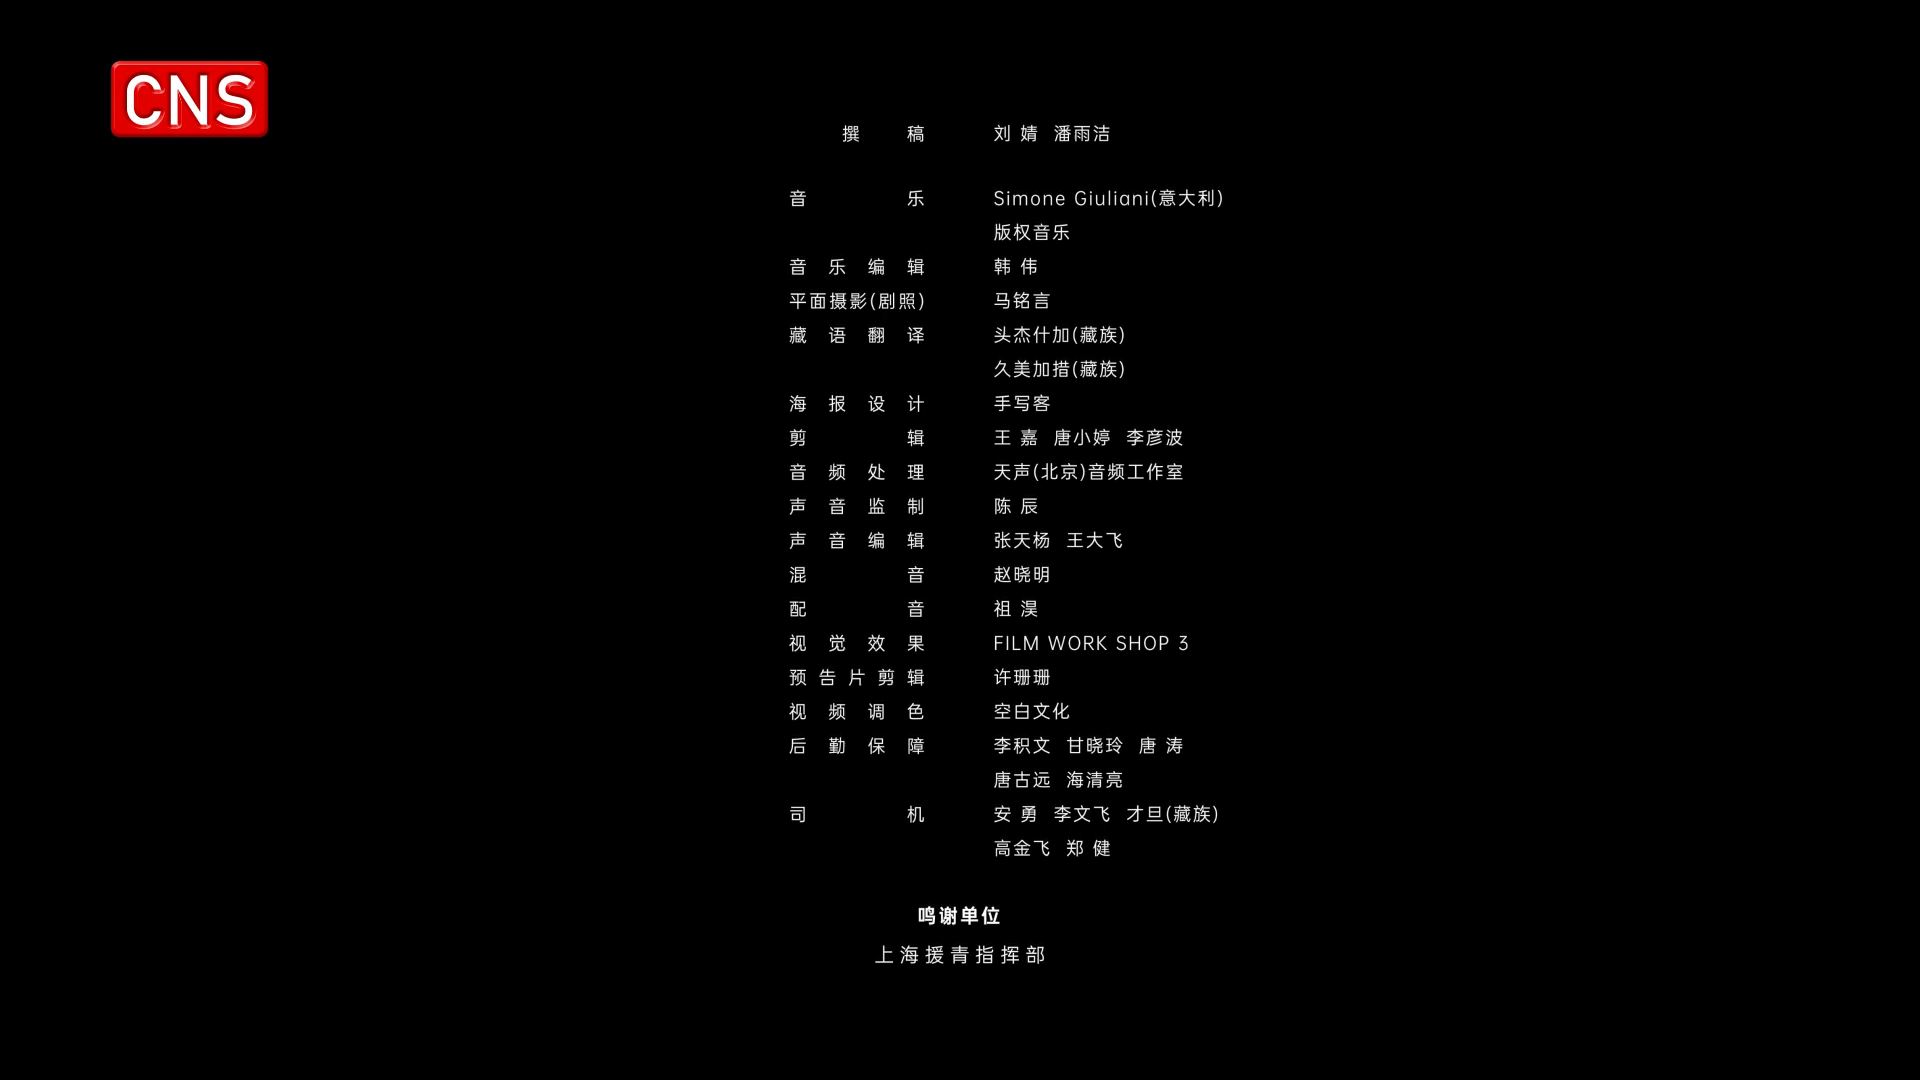 CNS
撰稿 刘婧 潘雨洁
音乐 Simone Giuliani(意大利)
版权音乐
音乐编辑 韩伟
平面摄影(剧照) 马铭言
藏语翻译 头杰什加(藏族)
久美加措(藏族)
海报设计 手写客
剪辑 王嘉 唐小婷 李彦波
音频处理 天声(北京)音频工作室
声音监制 陈辰
声音编辑 张天杨 王大飞
混音 赵晓明
配音 祖淏
视觉效果 FILM WORK SHOP 3
预告片剪辑 许珊珊
视频调色 空白文化
后勤保障 李积文 甘晓玲 唐涛
唐古远 海清亮
司机 安勇 李文飞 才旦(藏族)
高金飞 郑健
鸣谢单位
上海援青指挥部